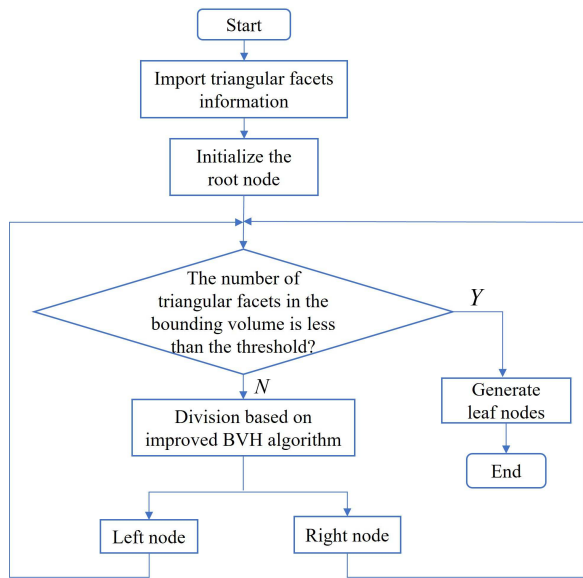 Start
Import triangular facets
information
Initialize the
root node
The number of
triangular facets in the
bounding volume is less
than the threshold?
Y
N
Generate
leaf nodes
Division based on
improved BVH algorithm
End
Left node
Right node